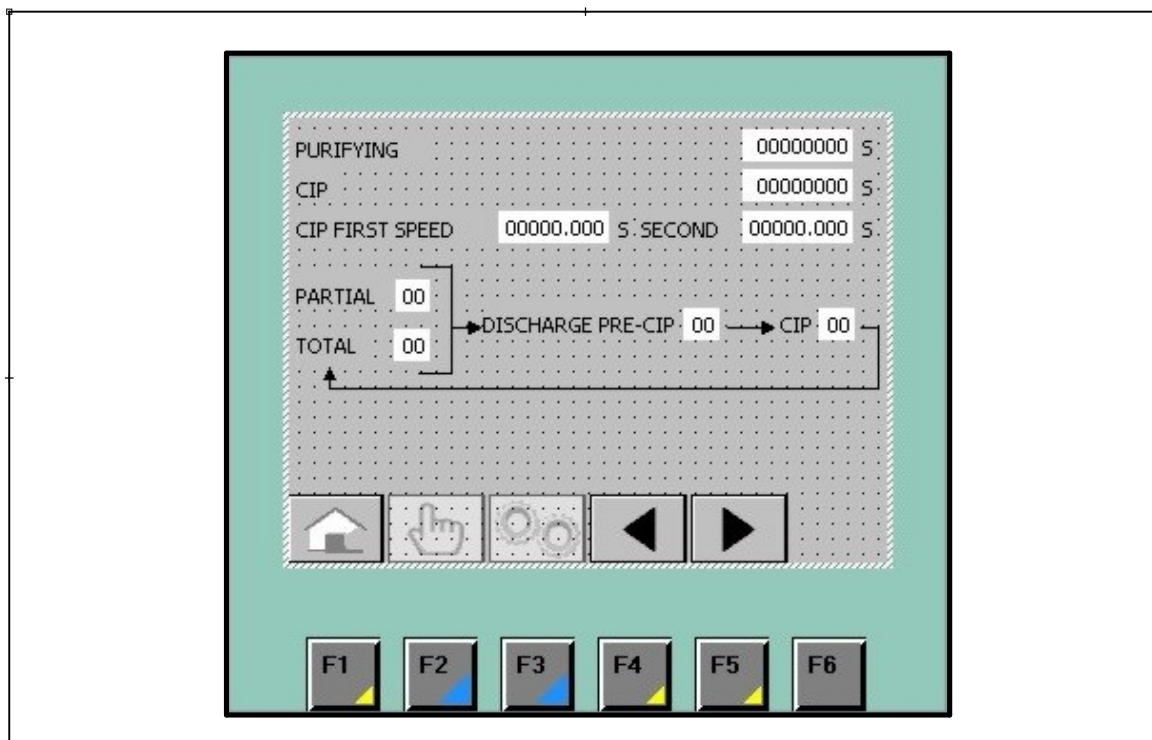 PURIFYING 00000000 S
CIP 00000000 S
CIP FIRST SPEED 00000.000 S SECOND 00000.000 S
PARTIAL 00
DISCHARGE PRE-CIP 00 CIP 00
TOTAL 00
F1 F2 F3 F4 F5 F6